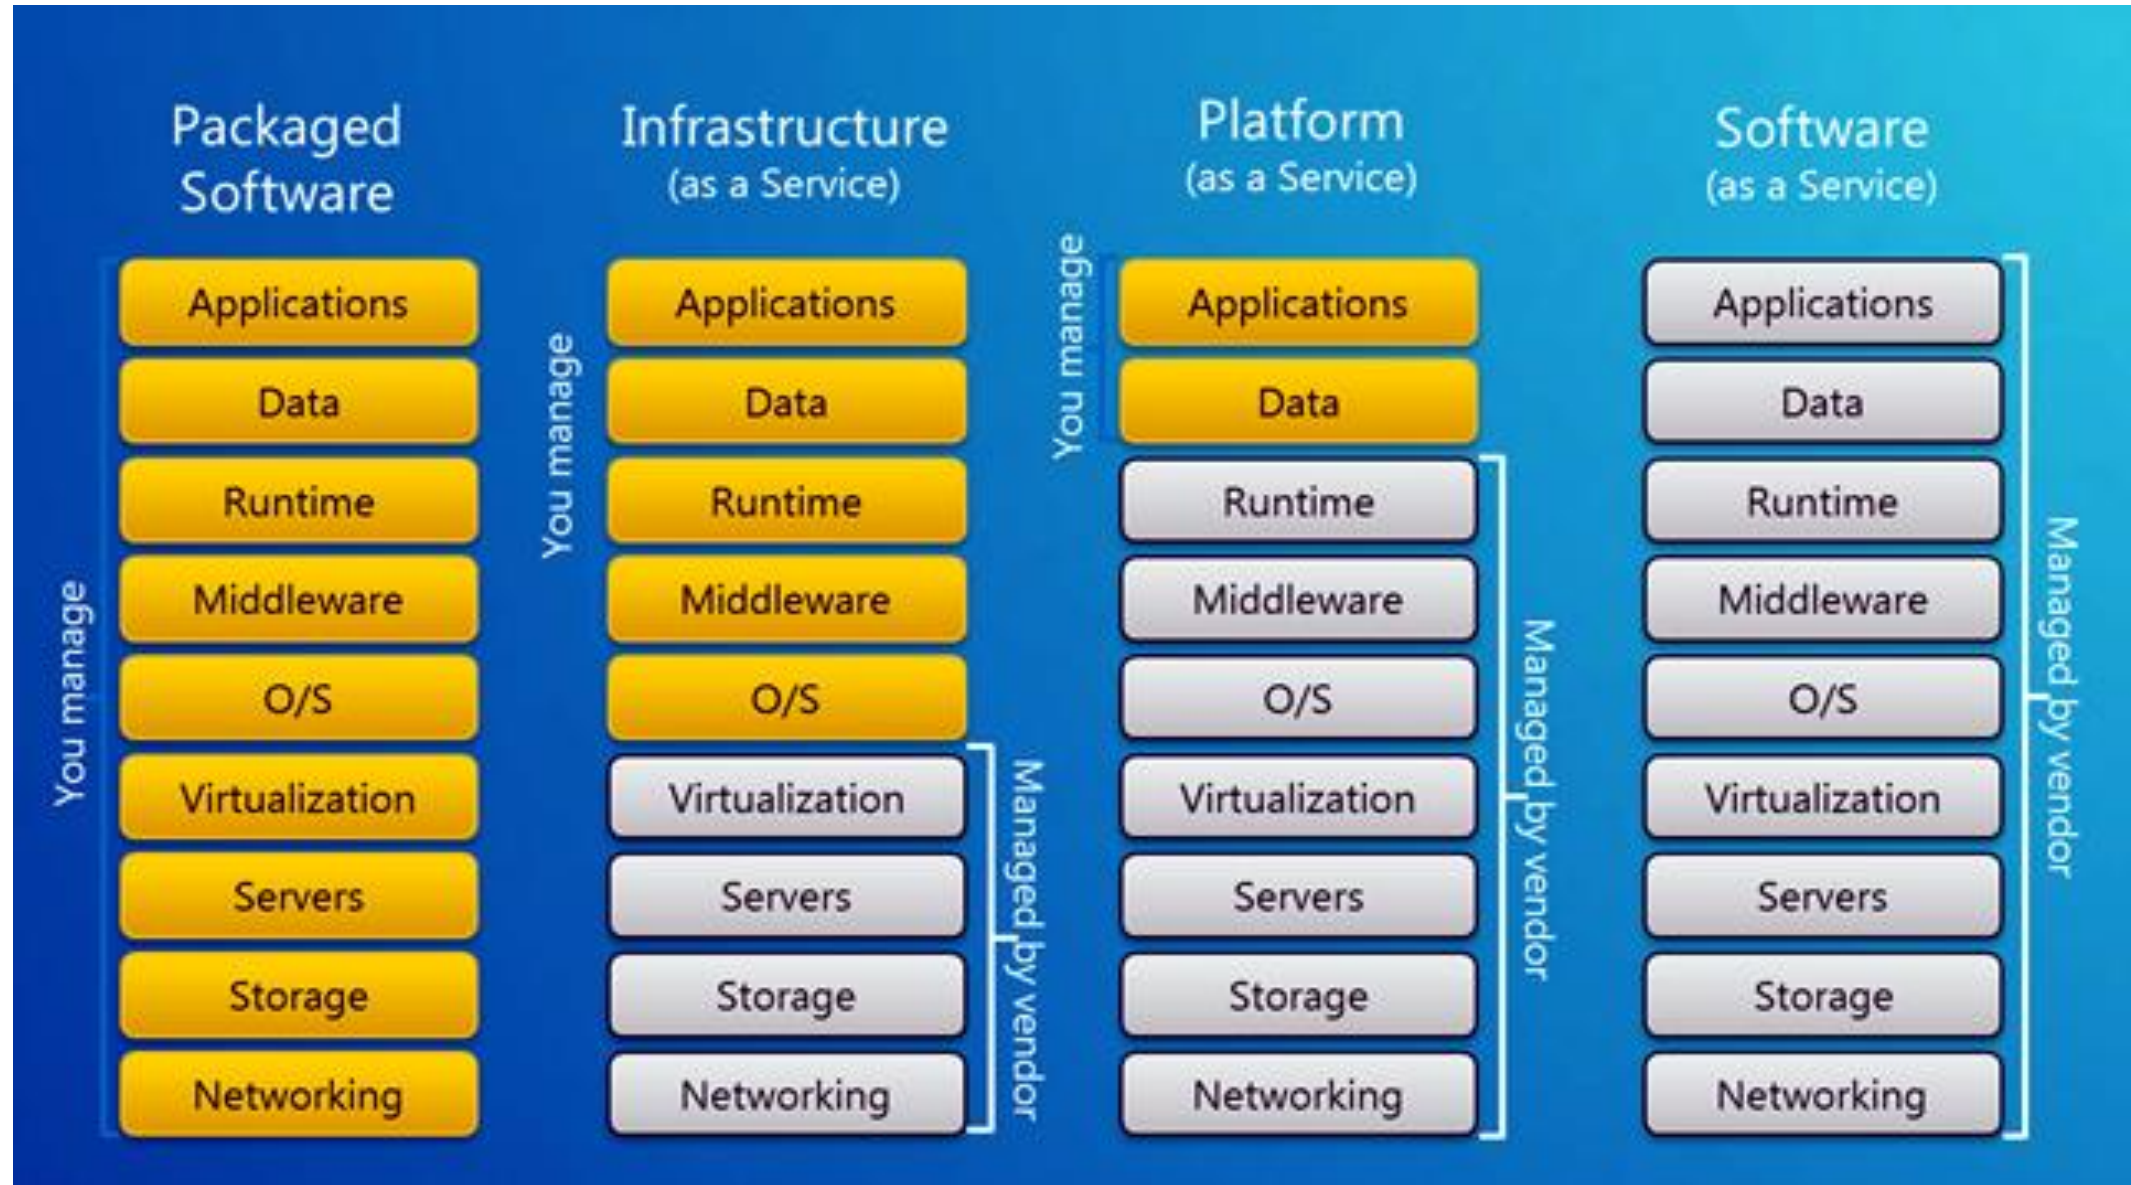 Packaged
Software
You manage
Applications
Data
Runtime
Middleware
O/S
Virtualization
Servers
Storage
Networking
Infrastructure
(as a Service)
You manage
Applications
Data
Runtime
Middleware
O/S
Virtualization
Servers
Storage
Networking
Managed by vendor
Platform
(as a Service)
You manage
Applications
Data
Runtime
Middleware
O/S
Virtualization
Servers
Storage
Networking
Managed by vendor
Software
(as a Service)
Applications
Data
Runtime
Middleware
O/S
Virtualization
Servers
Storage
Networking
Managed by vendor